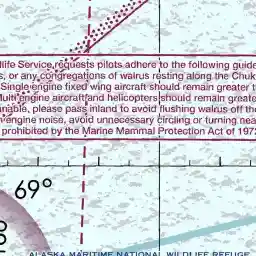 life Service requests pilots adhere to the following guide
s, or any congregations of walrus resting along the Chuk
Single engine fixed wing aircraft should remain greater t
Multi engine aircraft and helicopters should remain greate
inable, please pass inland to avoid flushing walrus off the
n engine noise, avoid unnecessary circling or turning nea
prohibited by the Marine Mammal Protection Act of 1972
69°
ALASKA MARITIME NATIONAL WILDLIFE REFUGE